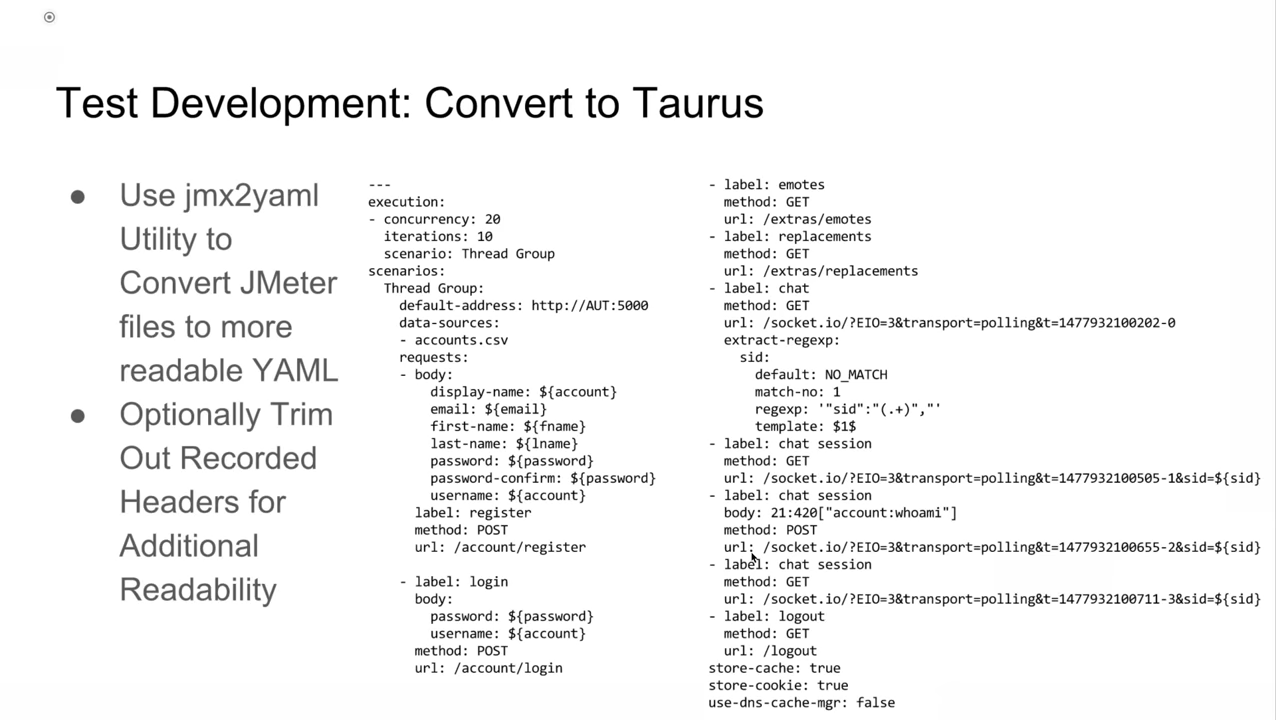 Test Development: Convert to Taurus
● Use jmx2yaml
Utility to
Convert JMeter
files to more
readable YAML
● Optionally Trim
Out Recorded
Headers for
Additional
Readability
---
execution:
- concurrency: 20
  iterations: 10
  scenario: Thread Group
scenarios:
  Thread Group:
    default-address: http://AUT:5000
    data-sources:
    - accounts.csv
    requests:
    - body:
        display-name: ${account}
        email: ${email}
        first-name: ${fname}
        last-name: ${lname}
        password: ${password}
        password-confirm: ${password}
        username: ${account}
      label: register
      method: POST
      url: /account/register
    - label: login
      body:
        password: ${password}
        username: ${account}
      method: POST
      url: /account/login
- label: emotes
  method: GET
  url: /extras/emotes
- label: replacements
  method: GET
  url: /extras/replacements
- label: chat
  method: GET
  url: /socket.io/?EIO=3&transport=polling&t=1477932100202-0
  extract-regexp:
    sid:
      default: NO_MATCH
      match-no: 1
      regexp: '"sid":"(.+)","'
      template: $1$
- label: chat session
  method: GET
  url: /socket.io/?EIO=3&transport=polling&t=1477932100505-1&sid=${sid}
- label: chat session
  body: 21:420["account:whoami"]
  method: POST
  url: /socket.io/?EIO=3&transport=polling&t=1477932100655-2&sid=${sid}
- label: chat session
  method: GET
  url: /socket.io/?EIO=3&transport=polling&t=1477932100711-3&sid=${sid}
- label: logout
  method: GET
  url: /logout
store-cache: true
store-cookie: true
use-dns-cache-mgr: false